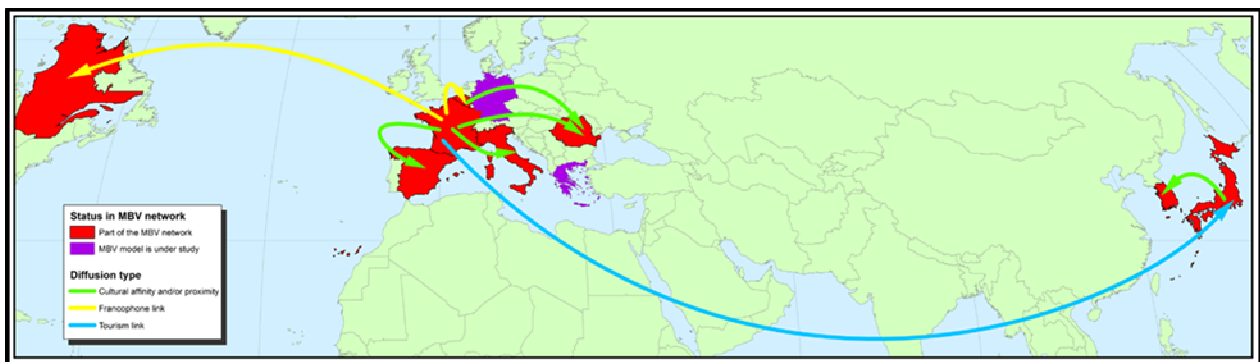 Status in MBV network
Part of the MBV network
MBV model is under study
Diffusion type
Cultural affinity and/or proximity
Francophone link
Tourism link